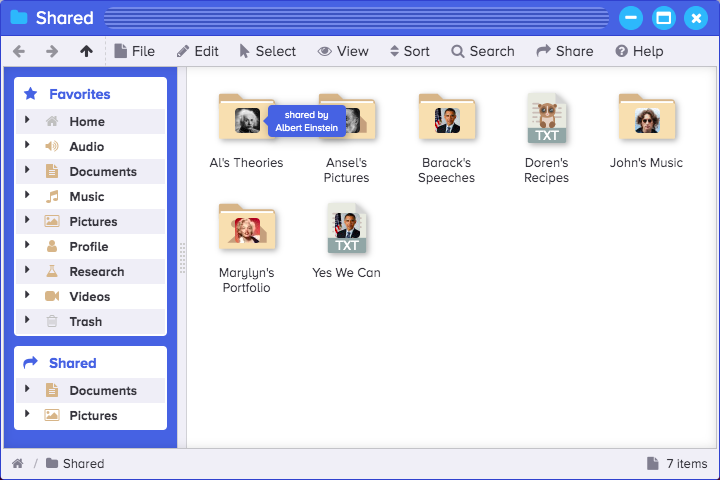 Shared
File Edit Select View Sort Search Share Help
Favorites
Home
Audio
Documents
Music
Pictures
Profile
Research
Videos
Trash
Shared
Documents
Pictures
shared by
Albert Einstein
Al's Theories
Ansel's
Pictures
Barack's
Speeches
TXT
Doren's
Recipes
John's Music
Marylyn's
Portfolio
TXT
Yes We Can
/ Shared
7 items